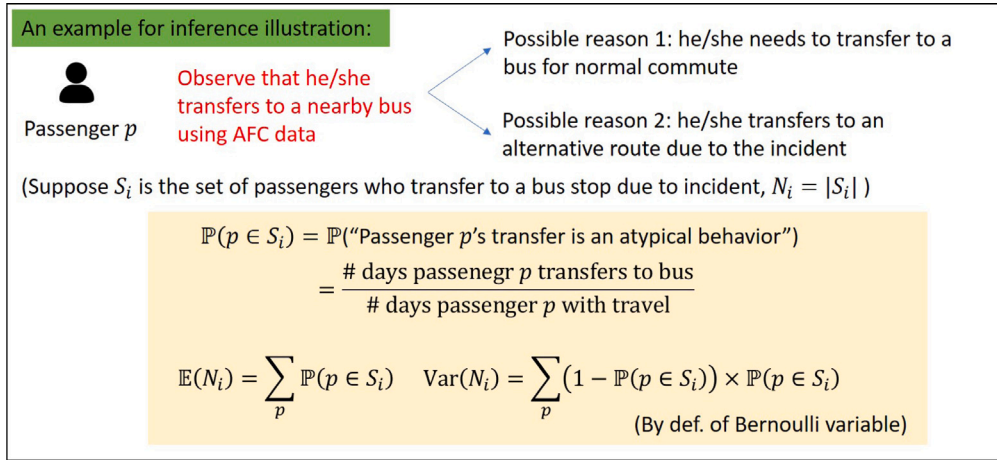 An example for inference illustration:
Possible reason 1: he/she needs to transfer to a
bus for normal commute
Observe that he/she
transfers to a nearby bus
using AFC data
Passenger p
Possible reason 2: he/she transfers to an
alternative route due to the incident
(Suppose S_i is the set of passengers who transfer to a bus stop due to incident, N_i = |S_i| )
ℙ(p ∈ S_i) = ℙ(“Passenger p’s transfer is an atypical behavior”)
= # days passenegr p transfers to bus
# days passenger p with travel
𝔼(N_i) = ∑_p ℙ(p ∈ S_i) Var(N_i) = ∑_p (1 − ℙ(p ∈ S_i)) × ℙ(p ∈ S_i)
(By def. of Bernoulli variable)